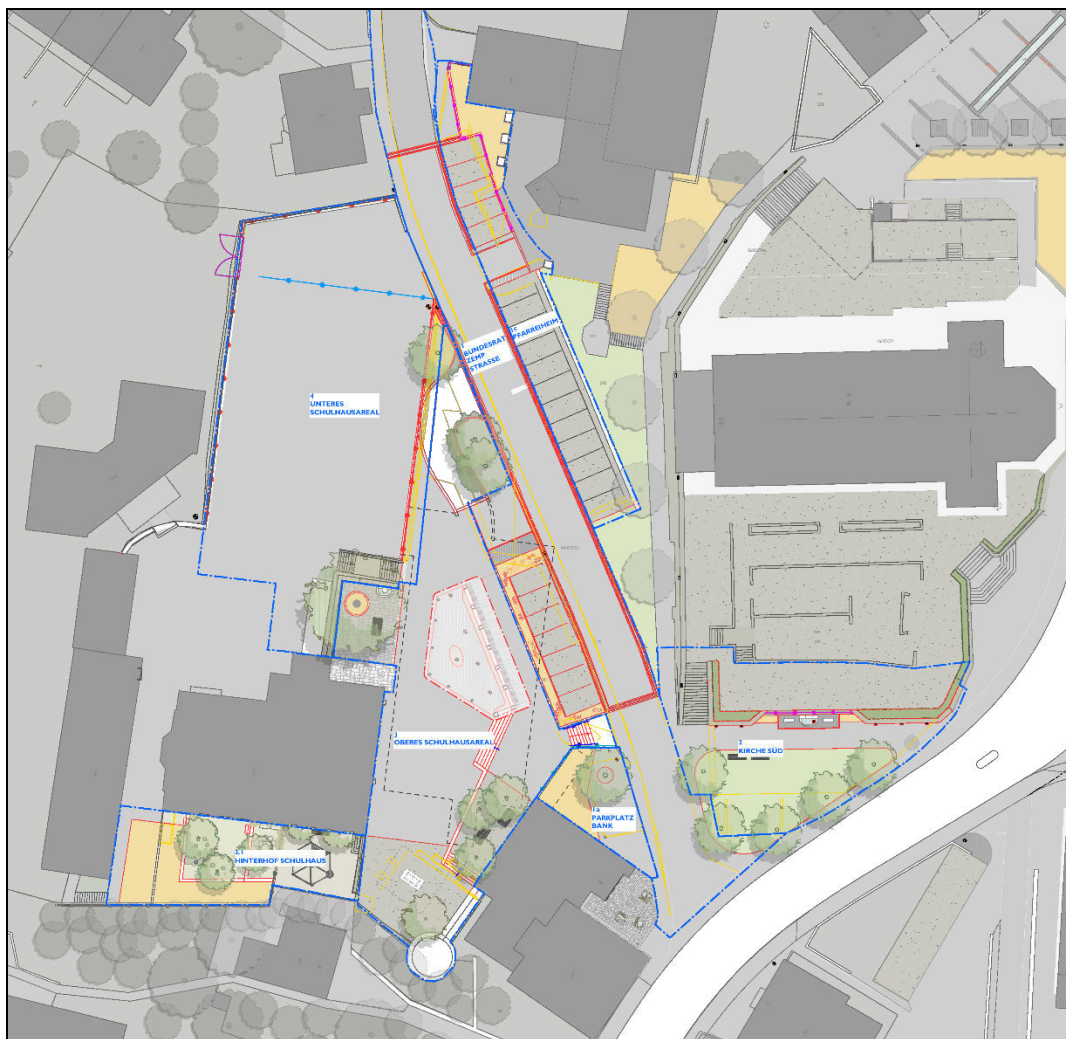 1
BUNDESRAT
ZEMP
STRASSE
1c
PFARREIHEIM
4
UNTERES
SCHULHAUSAREAL
3
OBERES SCHULHAUSAREAL
2
KIRCHE SÜD
1a
PARKPLATZ
BANK
3.1
HINTERHOF SCHULHAUS